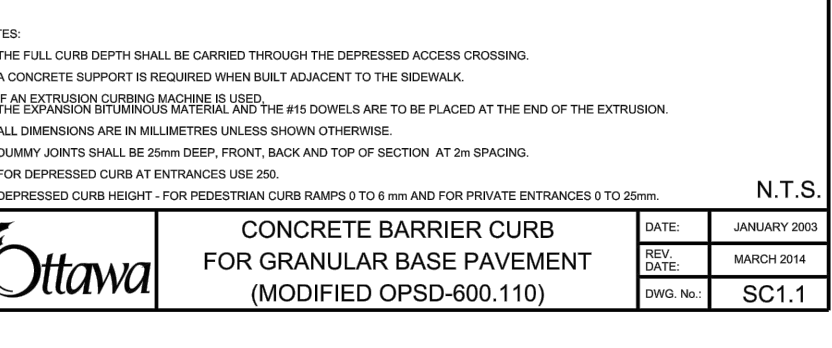 TES:
THE FULL CURB DEPTH SHALL BE CARRIED THROUGH THE DEPRESSED ACCESS CROSSING.
A CONCRETE SUPPORT IS REQUIRED WHEN BUILT ADJACENT TO THE SIDEWALK.
F AN EXTRUSION CURBING MACHINE IS USED,
THE EXPANSION BITUMINOUS MATERIAL AND THE #15 DOWELS ARE TO BE PLACED AT THE END OF THE EXTRUSION.
ALL DIMENSIONS ARE IN MILLIMETRES UNLESS SHOWN OTHERWISE.
DUMMY JOINTS SHALL BE 25mm DEEP, FRONT, BACK AND TOP OF SECTION AT 2m SPACING.
FOR DEPRESSED CURB AT ENTRANCES USE 250.
DEPRESSED CURB HEIGHT - FOR PEDESTRIAN CURB RAMPS 0 TO 6 mm AND FOR PRIVATE ENTRANCES 0 TO 25mm.
N.T.S.
Ottawa
CONCRETE BARRIER CURB
FOR GRANULAR BASE PAVEMENT
(MODIFIED OPSD-600.110)
DATE: JANUARY 2003
REV.
DATE: MARCH 2014
DWG. No.: SC1.1